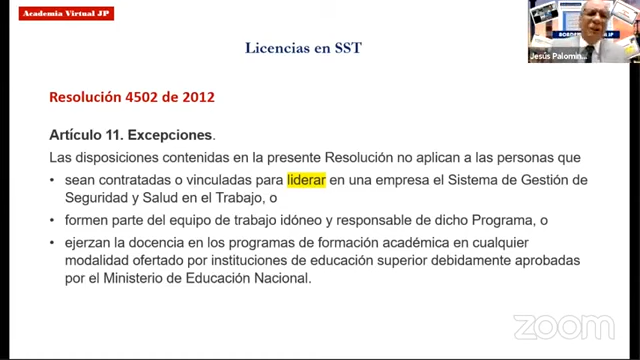 Academia Virtual JP
Licencias en SST
ACADEMIA VIRTUAL JP
Jesús Palomin...
Resolución 4502 de 2012
Artículo 11. Excepciones.
Las disposiciones contenidas en la presente Resolución no aplican a las personas que
• sean contratadas o vinculadas para liderar en una empresa el Sistema de Gestión de
Seguridad y Salud en el Trabajo, o
• formen parte del equipo de trabajo idóneo y responsable de dicho Programa, o
• ejerzan la docencia en los programas de formación académica en cualquier
modalidad ofertado por instituciones de educación superior debidamente aprobadas
por el Ministerio de Educación Nacional.
zoom